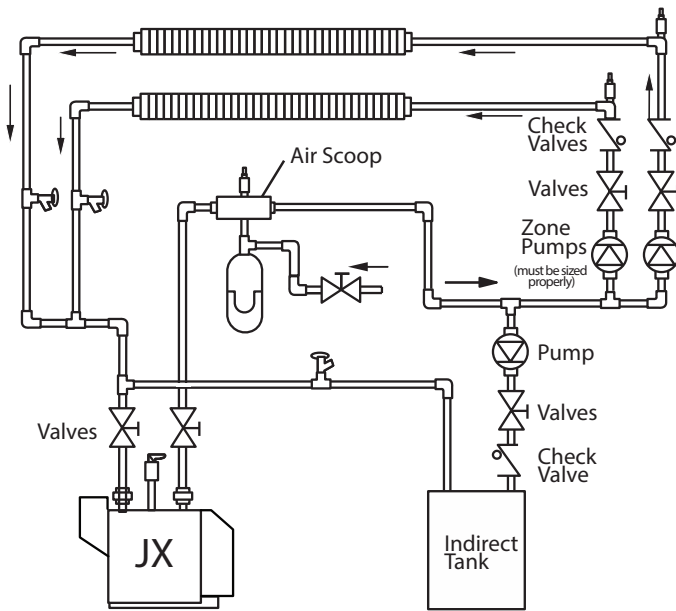 Check
Valves
Air Scoop
Valves
Zone
Pumps
(must be sized
properly)
Pump
Valves
Valves
Check
Valve
JX
Indirect
Tank